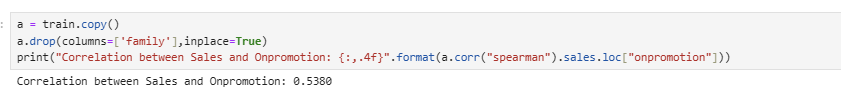 : a = train.copy()
a.drop(columns=['family'],inplace=True)
print("Correlation between Sales and Onpromotion: {:,.4f}".format(a.corr("spearman").sales.loc["onpromotion"]))
Correlation between Sales and Onpromotion: 0.5380